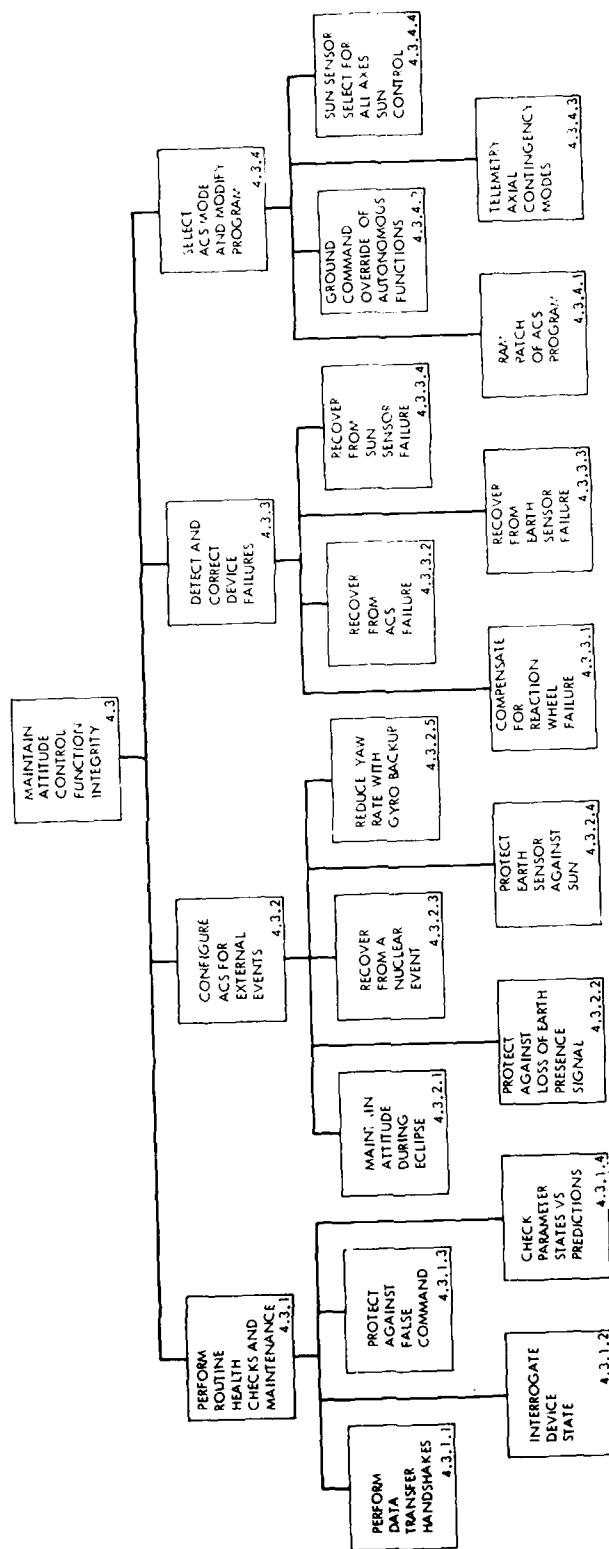 MAINTAIN
ATTITUDE
CONTROL
FUNCTION
INTEGRITY
4.3
PERFORM
ROUTINE
HEALTH
CHECKS AND
MAINTENANCE
4.3.1
CONFIGURE
ACS FOR
EXTERNAL
EVENTS
4.3.2
DETECT AND
CORRECT
DEVICE
FAILURES
4.3.3
SELECT
ACS MODE
AND MODIFY
PROGRAM
4.3.4
PERFORM
DATA
TRANSFER
HANDSHAKES
4.3.1.1
INTERROGATE
DEVICE
STATE
4.3.1.2
PROTECT
AGAINST
FALSE
COMMAND
4.3.1.3
CHECK
PARAMETER
STATES VS
PREDICTIONS
4.3.1.4
MAINTAIN
ATTITUDE
DURING
ECLIPSE
4.3.2.1
PROTECT
AGAINST
LOSS OF EARTH
PRESENCE
SIGNAL
4.3.2.2
RECOVER
FROM A
NUCLEAR
EVENT
4.3.2.3
PROTECT
EARTH
SENSOR
AGAINST
SUN
4.3.2.4
REDUCE YAW
RATE WITH
GYRO BACKUP
4.3.2.5
COMPENSATE
FOR
REACTION
WHEEL
FAILURE
4.3.3.1
RECOVER
FROM
ACS
FAILURE
4.3.3.2
RECOVER
FROM
EARTH
SENSOR
FAILURE
4.3.3.3
RECOVER
FROM
SUN
SENSOR
FAILURE
4.3.3.4
RAM
PATCH
OF ACS
PROGRAM
4.3.4.1
GROUND
COMMAND
OVERRIDE OF
AUTONOMOUS
FUNCTIONS
4.3.4.2
TELEMETRY
AXIAL
CONTINGENCY
MODES
4.3.4.3
SUN SENSOR
SELECT FOR
ALL AXES
SUN
CONTROL
4.3.4.4